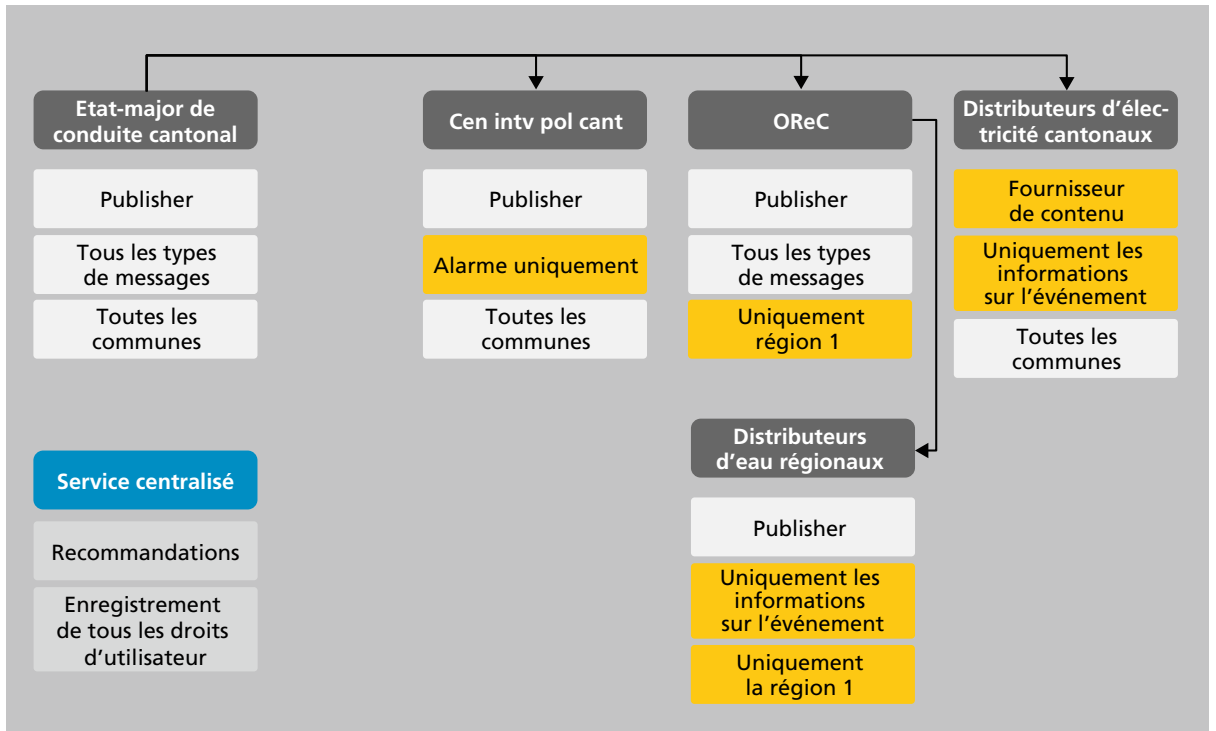 Etat-major de
conduite cantonal
Publisher
Tous les types
de messages
Toutes les
communes
Cen intv pol cant
Publisher
Alarme uniquement
Toutes les
communes
OReC
Publisher
Tous les types
de messages
Uniquement
région 1
Distributeurs d’élec-
tricité cantonaux
Fournisseur
de contenu
Uniquement les
informations
sur l’événement
Toutes les
communes
Service centralisé
Recommandations
Enregistrement
de tous les droits
d’utilisateur
Distributeurs
d’eau régionaux
Publisher
Uniquement les
informations
sur l’événement
Uniquement
la région 1